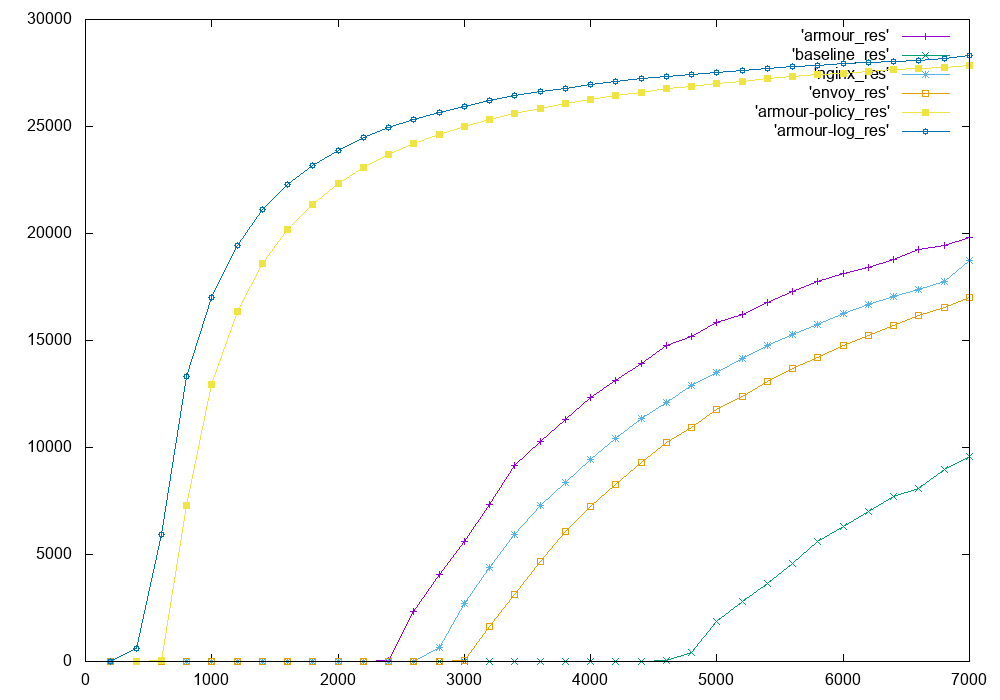 30000
25000
20000
15000
10000
5000
0
0 1000 2000 3000 4000 5000 6000 7000
'armour_res'
'baseline_res'
'nginx_res'
'envoy_res'
'armour-policy_res'
'armour-log_res'